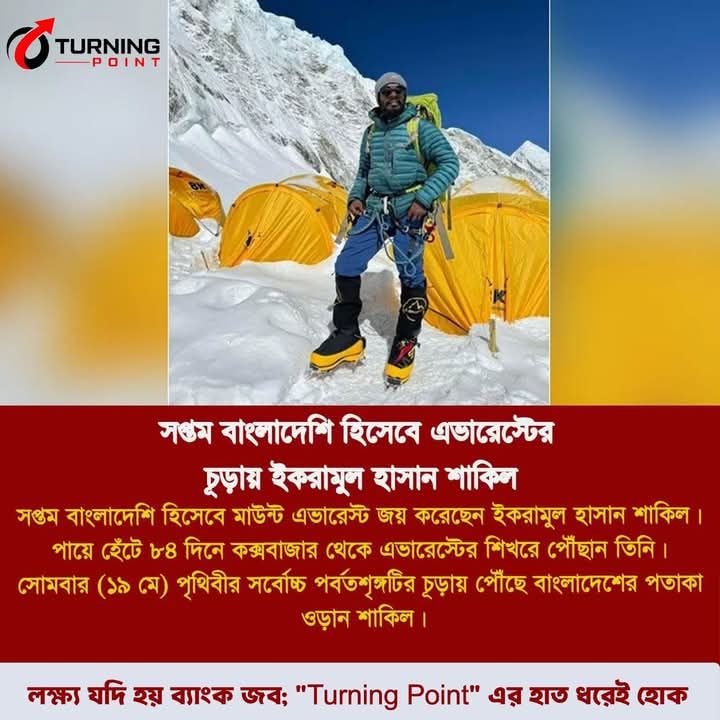 TURNING
POINT
সপ্তম বাংলাদেশি হিসেবে এভারেস্টের
চূড়ায় ইকরামুল হাসান শাকিল
সপ্তম বাংলাদেশি হিসেবে মাউন্ট এভারেস্ট জয় করেছেন ইকরামুল হাসান শাকিল।
পায়ে হেঁটে ৮৪ দিনে কক্সবাজার থেকে এভারেস্টের শিখরে পৌঁছান তিনি।
সোমবার (১৯ মে) পৃথিবীর সর্বোচ্চ পর্বতশৃঙ্গটির চূড়ায় পৌঁছে বাংলাদেশের পতাকা
ওড়ান শাকিল।
লক্ষ্য যদি হয় ব্যাংক জব; "Turning Point" এর হাত ধরেই হোক